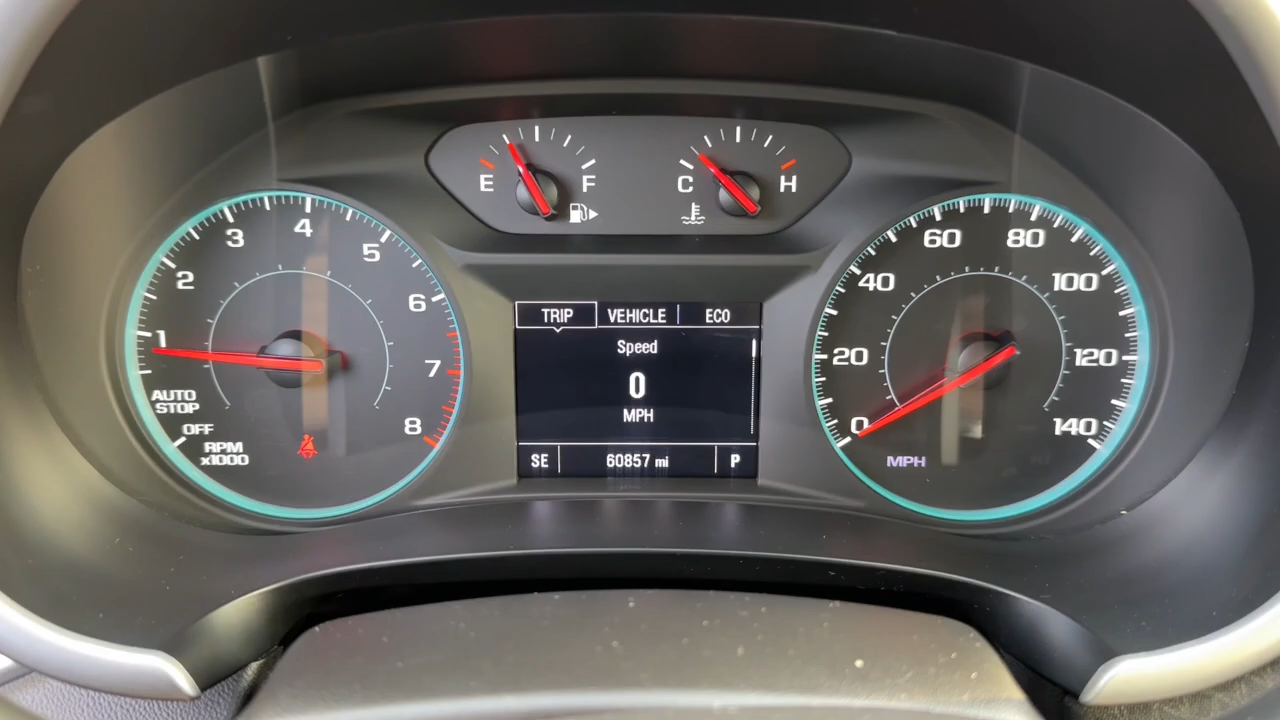 E F
C H
1 2 3 4 5 6 7 8
AUTO
STOP
OFF
RPM
x1000
TRIP VEHICLE ECO
Speed
0
MPH
SE 60857 mi P
0 20 40 60 80 100 120 140
MPH